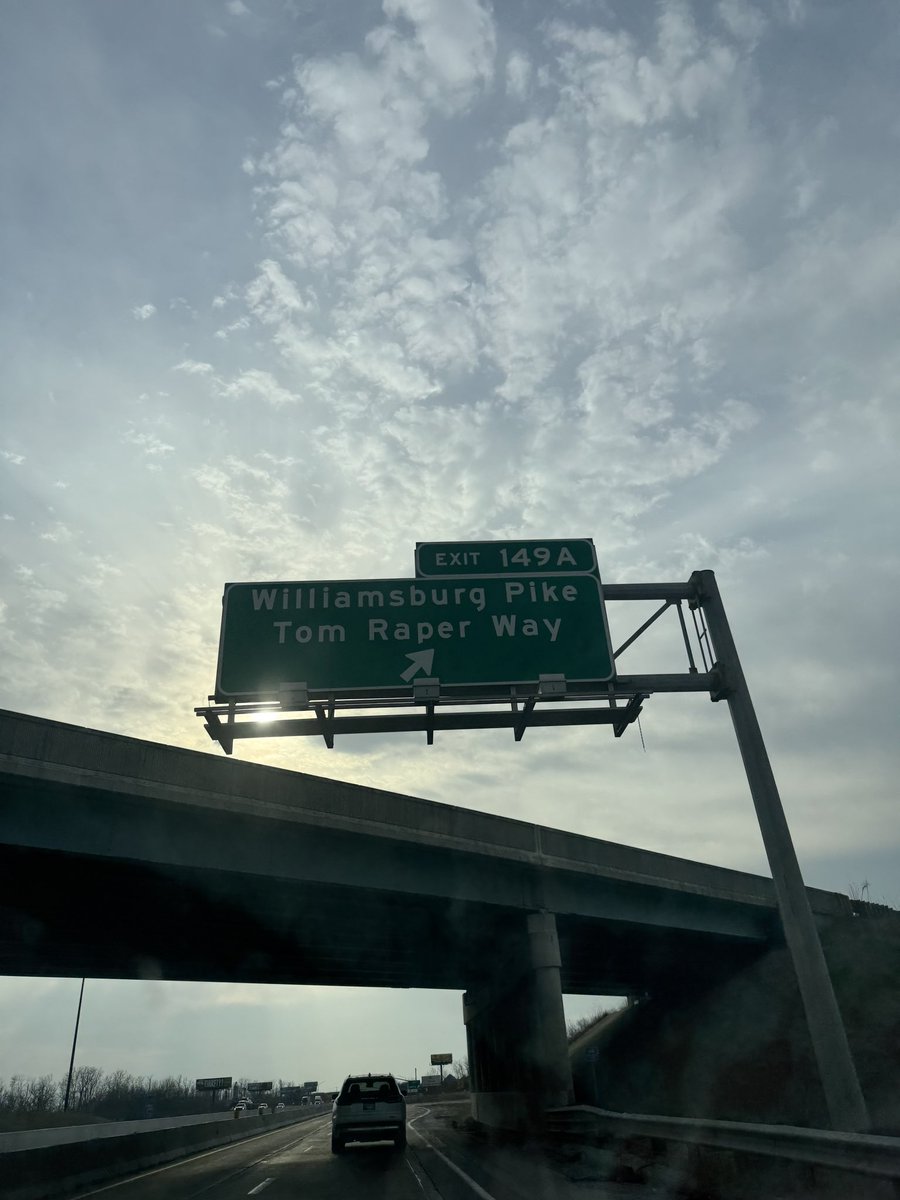 EXIT 149A
Williamsburg Pike
Tom Raper Way